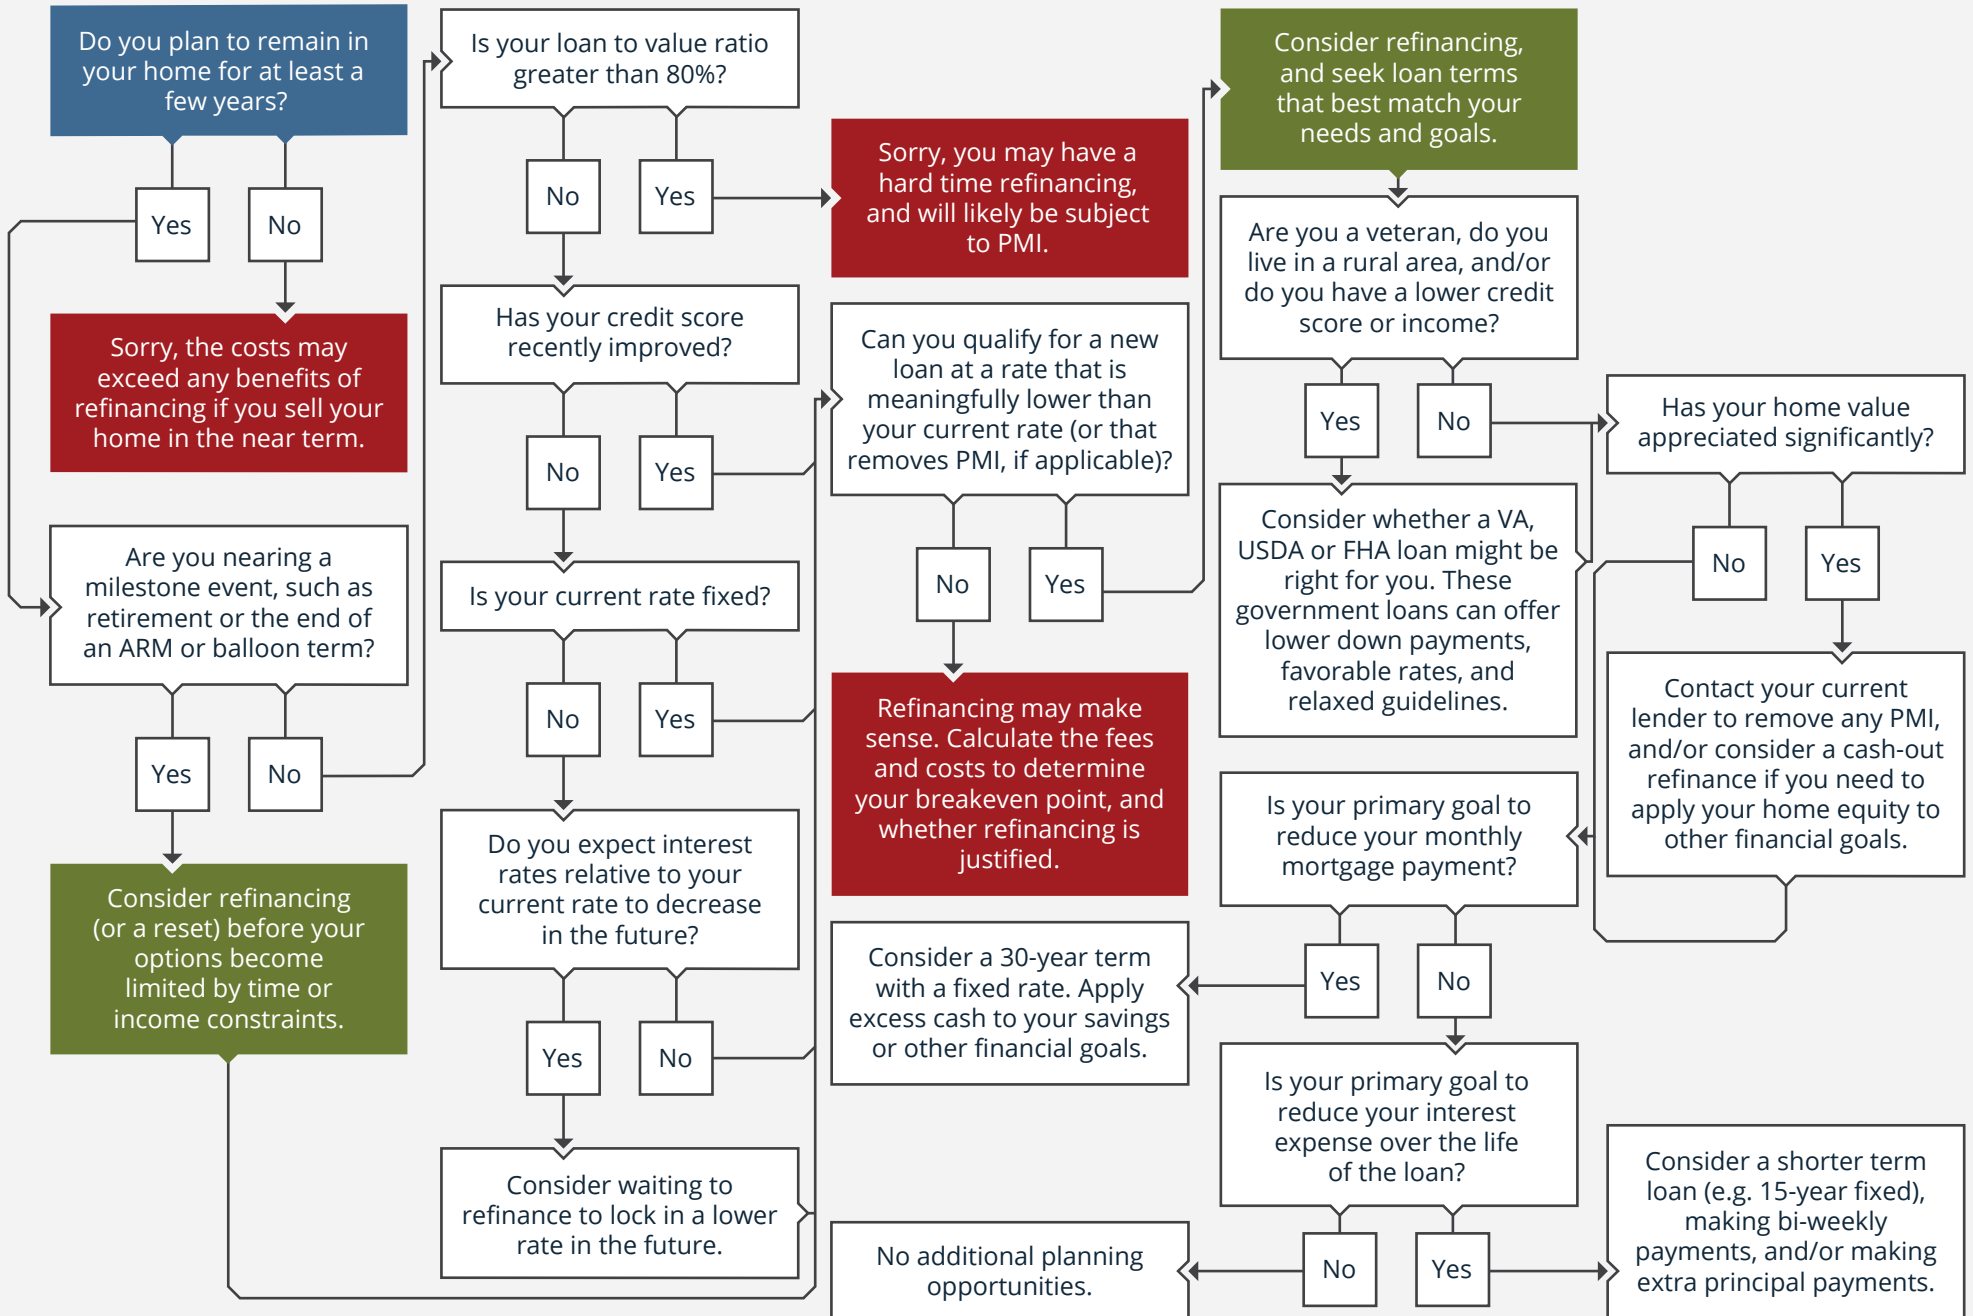 Do you plan to remain in
your home for at least a
few years?
Yes
No
Sorry, the costs may
exceed any benefits of
refinancing if you sell your
home in the near term.
Are you nearing a
milestone event, such as
retirement or the end of
an ARM or balloon term?
Yes
No
Consider refinancing
(or a reset) before your
options become
limited by time or
income constraints.
Is your loan to value ratio
greater than 80%?
No
Yes
Sorry, you may have a
hard time refinancing,
and will likely be subject
to PMI.
Has your credit score
recently improved?
No
Yes
Is your current rate fixed?
No
Yes
Do you expect interest
rates relative to your
current rate to decrease
in the future?
Yes
No
Consider waiting to
refinance to lock in a lower
rate in the future.
Can you qualify for a new
loan at a rate that is
meaningfully lower than
your current rate (or that
removes PMI, if applicable)?
No
Yes
Refinancing may make
sense. Calculate the fees
and costs to determine
your breakeven point, and
whether refinancing is
justified.
Consider refinancing,
and seek loan terms
that best match your
needs and goals.
Are you a veteran, do you
live in a rural area, and/or
do you have a lower credit
score or income?
Yes
No
Consider whether a VA,
USDA or FHA loan might be
right for you. These
government loans can offer
lower down payments,
favorable rates, and
relaxed guidelines.
Has your home value
appreciated significantly?
No
Yes
Contact your current
lender to remove any PMI,
and/or consider a cash-out
refinance if you need to
apply your home equity to
other financial goals.
Is your primary goal to
reduce your monthly
mortgage payment?
Yes
No
Consider a 30-year term
with a fixed rate. Apply
excess cash to your savings
or other financial goals.
Is your primary goal to
reduce your interest
expense over the life
of the loan?
No
Yes
No additional planning
opportunities.
Consider a shorter term
loan (e.g. 15-year fixed),
making bi-weekly
payments, and/or making
extra principal payments.